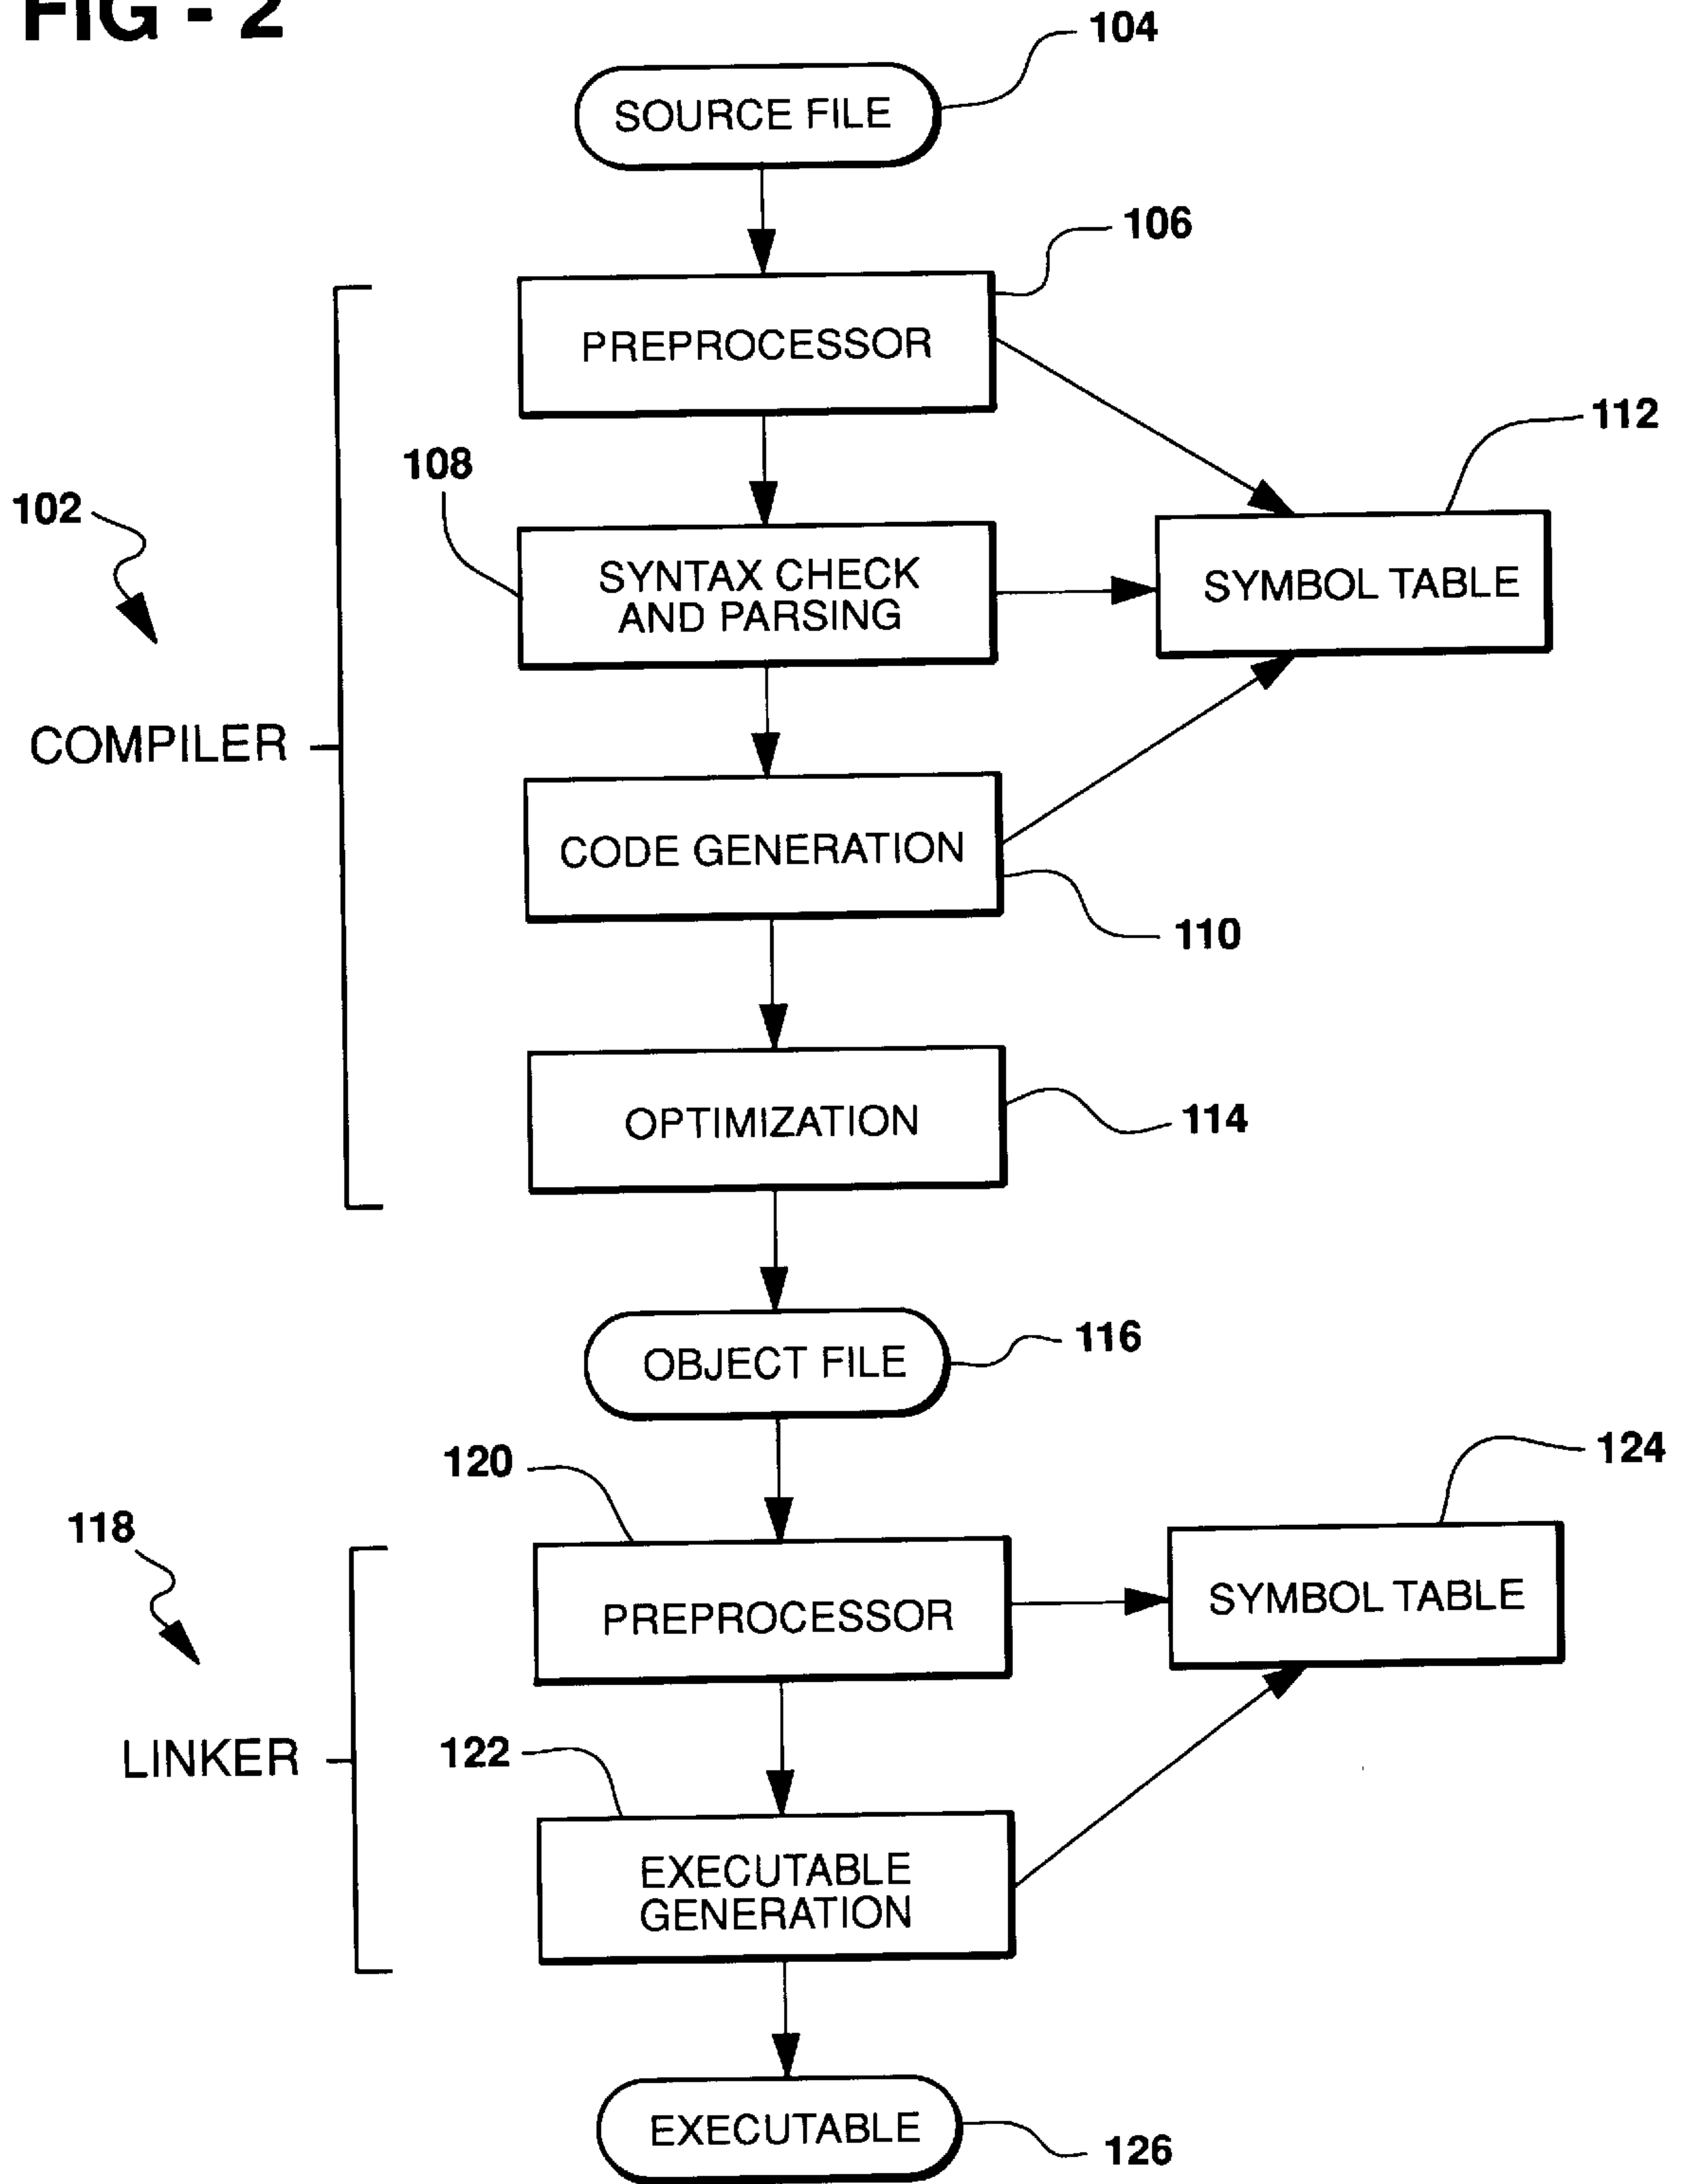 FIG - 2
104
SOURCE FILE
106
PREPROCESSOR
112
108
102
SYNTAX CHECK
AND PARSING
SYMBOL TABLE
COMPILER
CODE GENERATION
110
OPTIMIZATION
114
OBJECT FILE
116
120
124
118
PREPROCESSOR
SYMBOL TABLE
LINKER
122
EXECUTABLE
GENERATION
EXECUTABLE
126